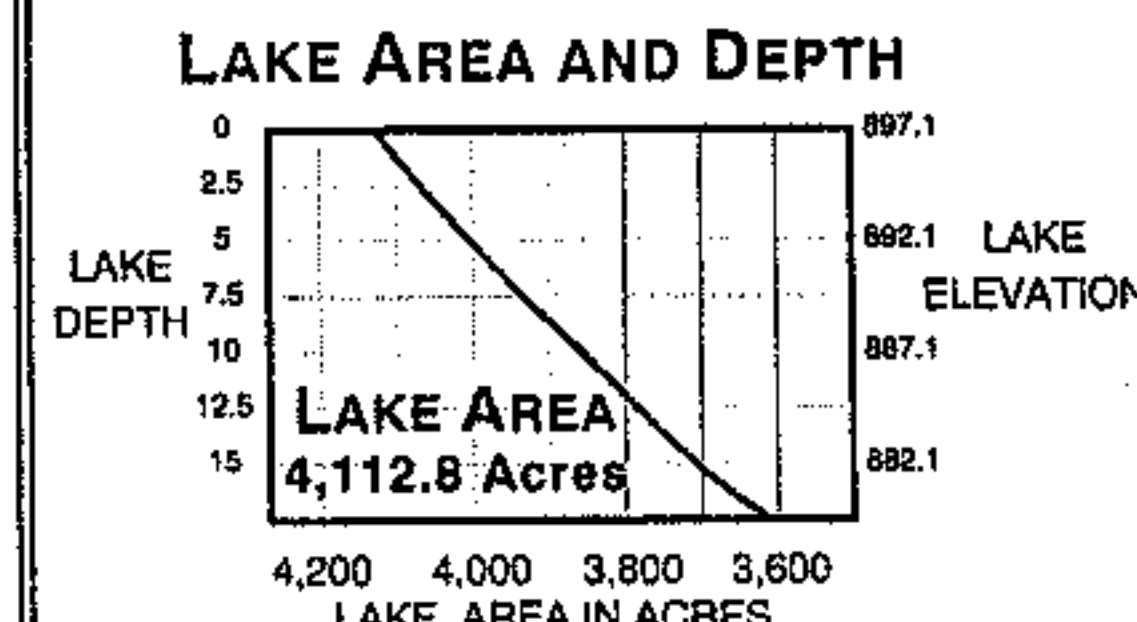 LAKE AREA AND DEPTH
0
897.1
2.5
5
892.1
LAKE
DEPTH
LAKE
ELEVATION
7.5
10
887.1
12.5
LAKE AREA
15
4,112.8 Acres
882.1
4,200 4,000 3,800 3,600
LAKE AREA IN ACRES